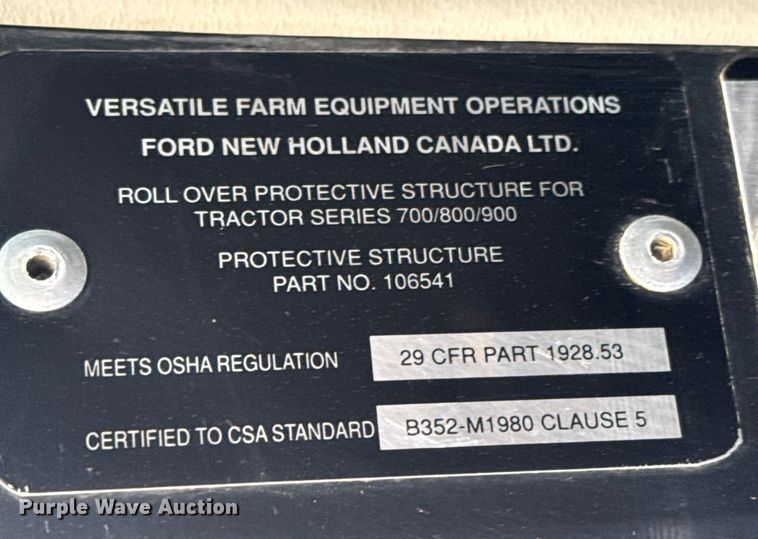 VERSATILE FARM EQUIPMENT OPERATIONS
FORD NEW HOLLAND CANADA LTD.
ROLL OVER PROTECTIVE STRUCTURE FOR
TRACTOR SERIES 700/800/900
PROTECTIVE STRUCTURE
PART NO. 106541
MEETS OSHA REGULATION 29 CFR PART 1928.53
CERTIFIED TO CSA STANDARD B352-M1980 CLAUSE 5
Purple Wave Auction